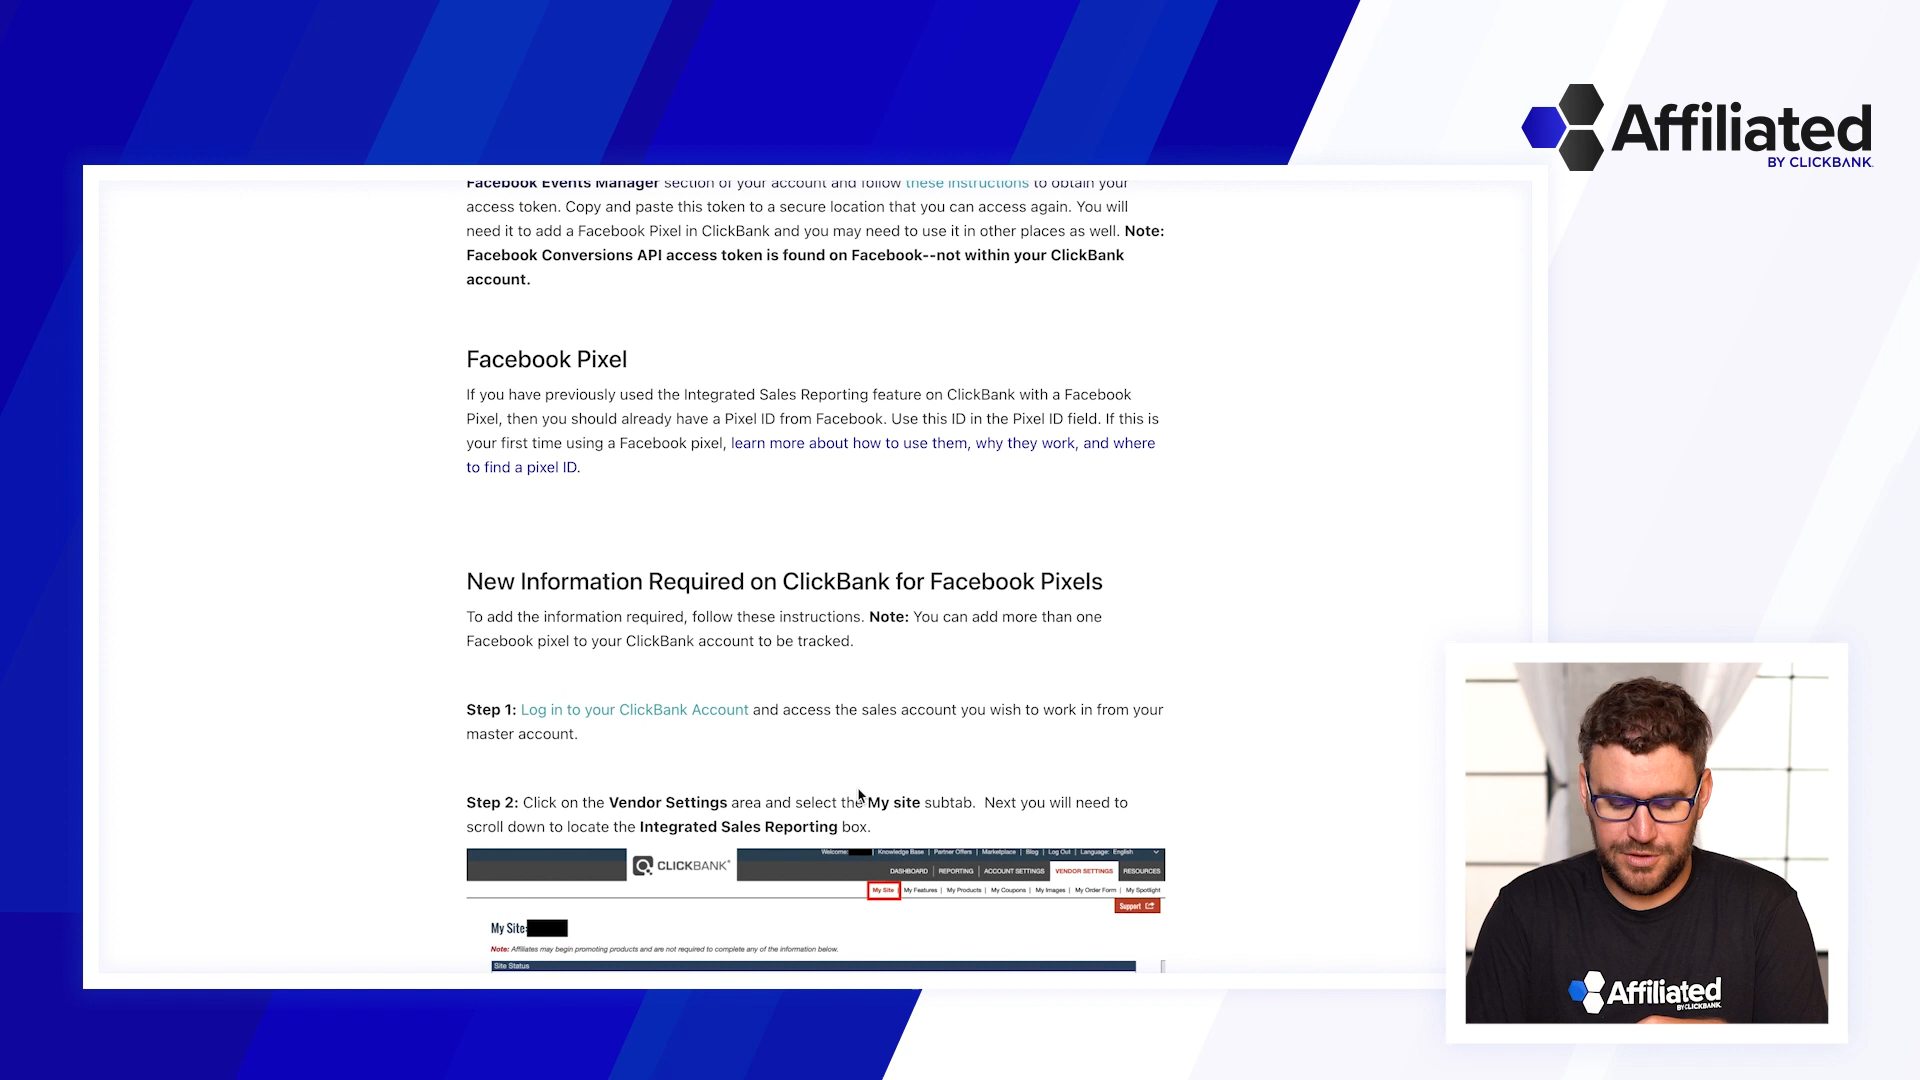 Affiliated
BY CLICKBANK
Facebook Events Manager section of your account and follow these instructions to obtain your
access token. Copy and paste this token to a secure location that you can access again. You will
need it to add a Facebook Pixel in ClickBank and you may need to use it in other places as well. Note:
Facebook Conversions API access token is found on Facebook--not within your ClickBank
account.
Facebook Pixel
If you have previously used the Integrated Sales Reporting feature on ClickBank with a Facebook
Pixel, then you should already have a Pixel ID from Facebook. Use this ID in the Pixel ID field. If this is
your first time using a Facebook pixel, learn more about how to use them, why they work, and where
to find a pixel ID.
New Information Required on ClickBank for Facebook Pixels
To add the information required, follow these instructions. Note: You can add more than one
Facebook pixel to your ClickBank account to be tracked.
Step 1: Log in to your ClickBank Account and access the sales account you wish to work in from your
master account.
Step 2: Click on the Vendor Settings area and select the My site subtab. Next you will need to
scroll down to locate the Integrated Sales Reporting box.
Welcome: Knowledge Base | Partner Offers | Marketplace | Blog | Log Out | Language: English
CLICKBANK
DASHBOARD | REPORTING | ACCOUNT SETTINGS VENDOR SETTINGS RESOURCES
My Site | My Features | My Products | My Coupons | My Images | My Order Form | My Spotlight
Support
My Site:
Note: Affiliates may begin promoting products and are not required to complete any of the information below.
Site Status
Affiliated
BY CLICKBANK